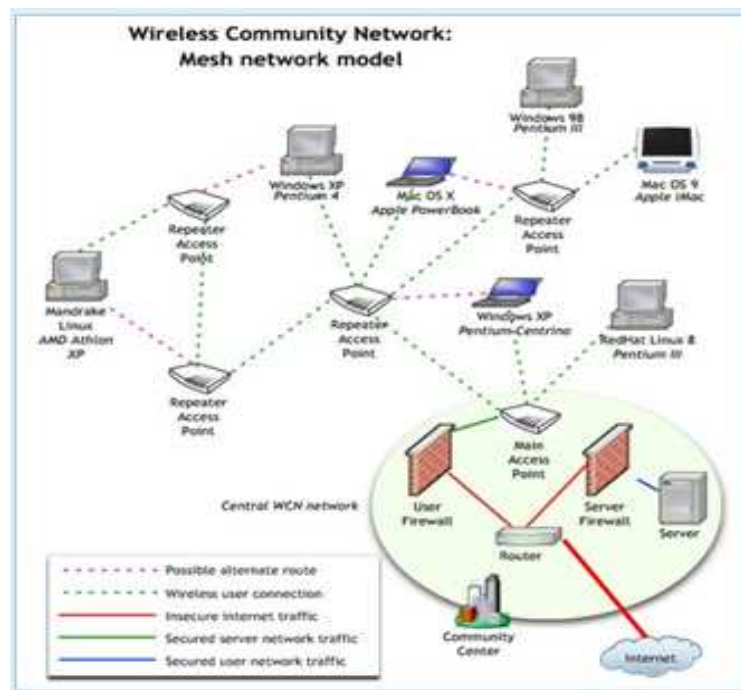 Wireless Community Network:
Mesh network model
Windows 98
Pentium III
Windows XP
Pentium 4
Mac OS X
Apple PowerBook
Mac OS 9
Apple iMac
Repeater
Access
Point
Repeater
Access
Point
Mandrake
Linux
AMD Athlon
XP
Repeater
Access
Point
Windows XP
Pentium-Centrino
RedHat Linux 8
Pentium III
Repeater
Access
Point
Main
Access
Point
Central WCN network
User
Firewall
Server
Firewall
Server
Router
Possible alternate route
Wireless user connection
Insecure internet traffic
Secured server network traffic
Secured user network traffic
Community
Center
Internet